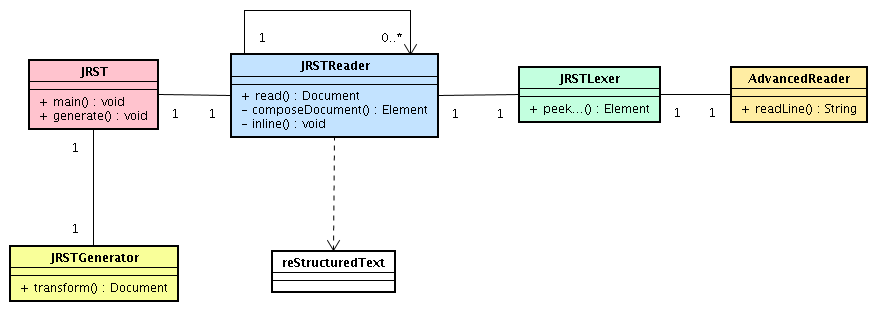 1
0..*
JRST
+ main() : void
+ generate() : void
1
1
JRSTReader
+ read() : Document
- composeDocument() : Element
- inline() : void
1
1
JRSTLexer
+ peek...() : Element
1
1
AdvancedReader
+ readLine() : String
1
1
JRSTGenerator
+ transform() : Document
reStructuredText